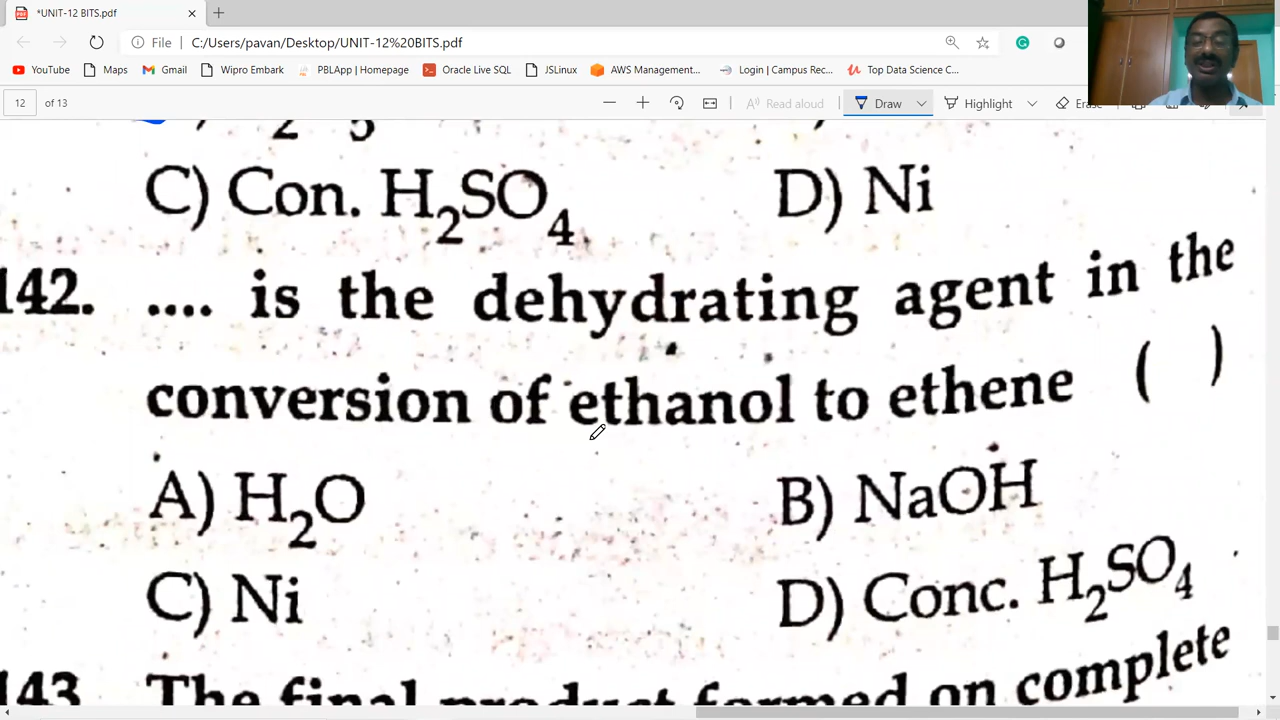 *UNIT-12 BITS.pdf
File C:/Users/pavan/Desktop/UNIT-12%20BITS.pdf
YouTube Maps Gmail Wipro Embark PBLApp | Homepage Oracle Live SQL JSLinux AWS Management... Login | Campus Rec... Top Data Science C...
12 of 13 Read aloud Draw Highlight
2 5
C) Con. H₂SO₄ D) Ni
142. .... is the dehydrating agent in the
conversion of ethanol to ethene ( )
A) H₂O B) NaOH
C) Ni D) Conc. H₂SO₄
143 The final product formed on complete